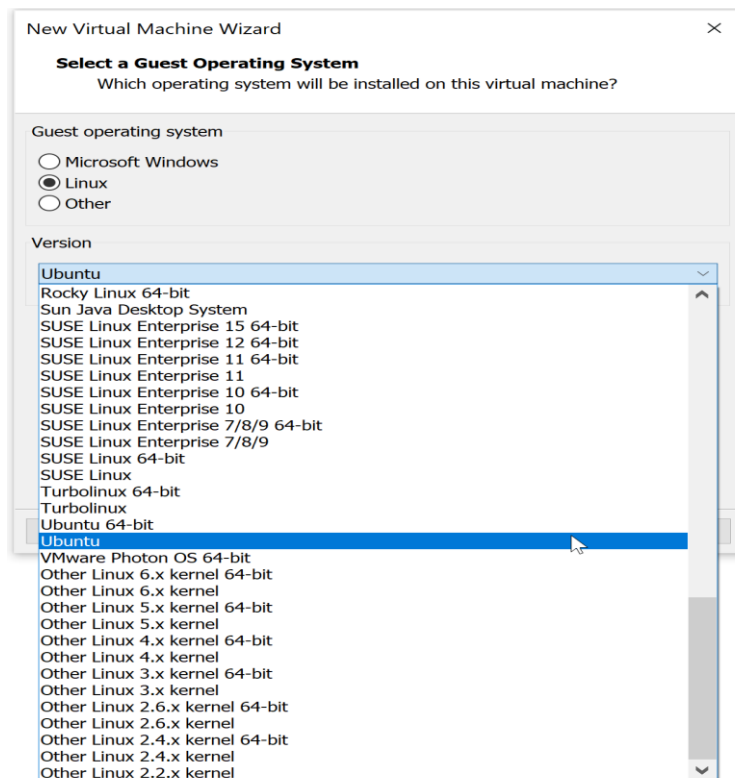 New Virtual Machine Wizard
Select a Guest Operating System
Which operating system will be installed on this virtual machine?
Guest operating system
Microsoft Windows
Linux
Other
Version
Ubuntu
Rocky Linux 64-bit
Sun Java Desktop System
SUSE Linux Enterprise 15 64-bit
SUSE Linux Enterprise 12 64-bit
SUSE Linux Enterprise 11 64-bit
SUSE Linux Enterprise 11
SUSE Linux Enterprise 10 64-bit
SUSE Linux Enterprise 10
SUSE Linux Enterprise 7/8/9 64-bit
SUSE Linux Enterprise 7/8/9
SUSE Linux 64-bit
SUSE Linux
Turbolinux 64-bit
Turbolinux
Ubuntu 64-bit
Ubuntu
VMware Photon OS 64-bit
Other Linux 6.x kernel 64-bit
Other Linux 6.x kernel
Other Linux 5.x kernel 64-bit
Other Linux 5.x kernel
Other Linux 4.x kernel 64-bit
Other Linux 4.x kernel
Other Linux 3.x kernel 64-bit
Other Linux 3.x kernel
Other Linux 2.6.x kernel 64-bit
Other Linux 2.6.x kernel
Other Linux 2.4.x kernel 64-bit
Other Linux 2.4.x kernel
Other Linux 2.2.x kernel